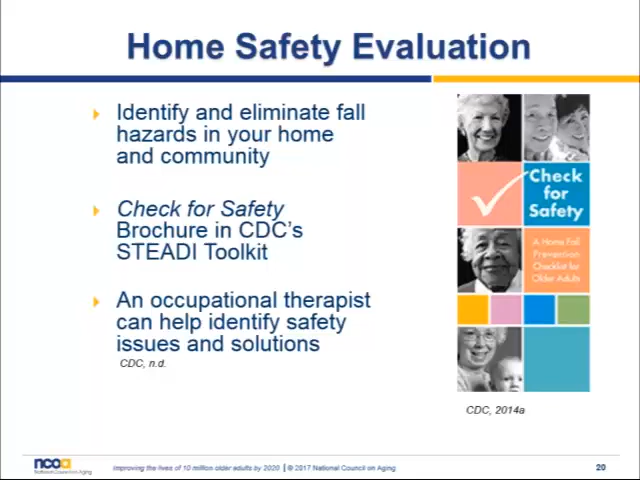 Home Safety Evaluation
Identify and eliminate fall
hazards in your home
and community
Check for Safety
Brochure in CDC's
STEADI Toolkit
An occupational therapist
can help identify safety
issues and solutions
CDC, n.d.
Check
for
Safety
A Home Fall
Prevention
Checklist for
Older Adults
CDC, 2014a
ncoa
National Council on Aging
Improving the lives of 10 million older adults by 2020 | © 2017 National Council on Aging
20